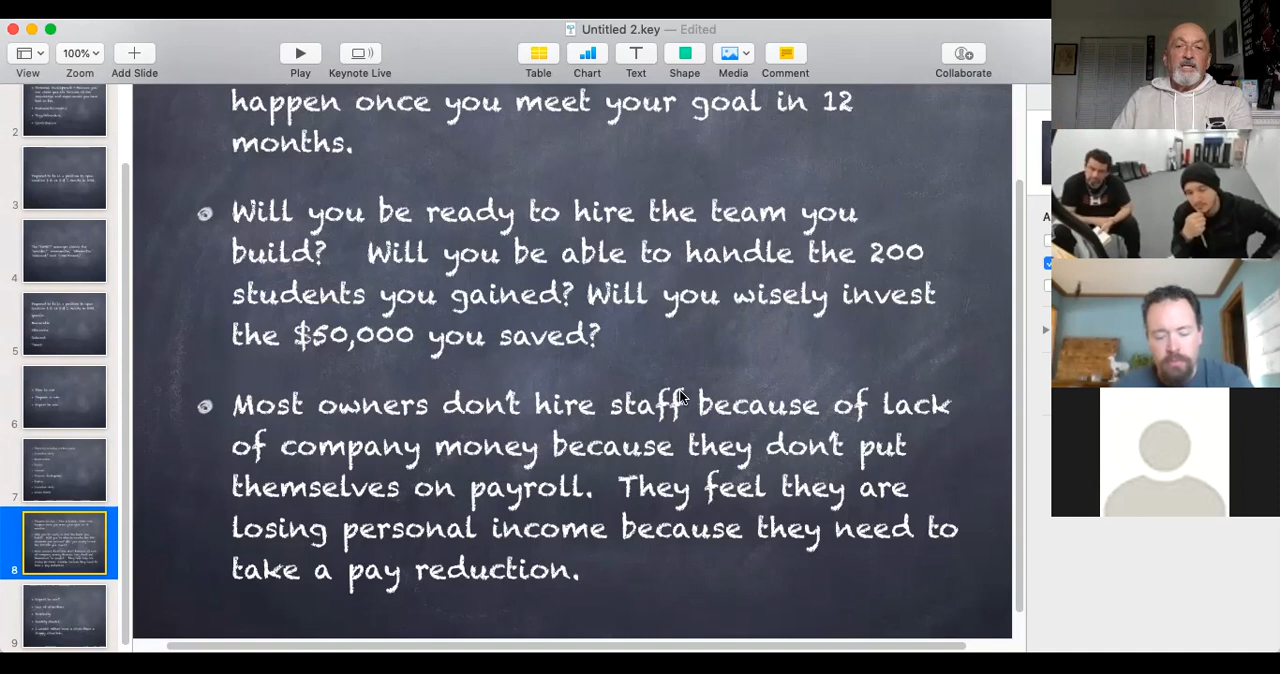 Untitled 2.key — Edited
100%
View
Zoom
Add Slide
Play
Keynote Live
Table
Chart
Text
Shape
Media
Comment
Collaborate
happen once you meet your goal in 12
months.
Will you be ready to hire the team you
build? Will you be able to handle the 200
students you gained? Will you wisely invest
the $50,000 you saved?
Most owners don't hire staff because of lack
of company money because they don't put
themselves on payroll. They feel they are
losing personal income because they need to
take a pay reduction.
2
3
4
5
6
7
8
9